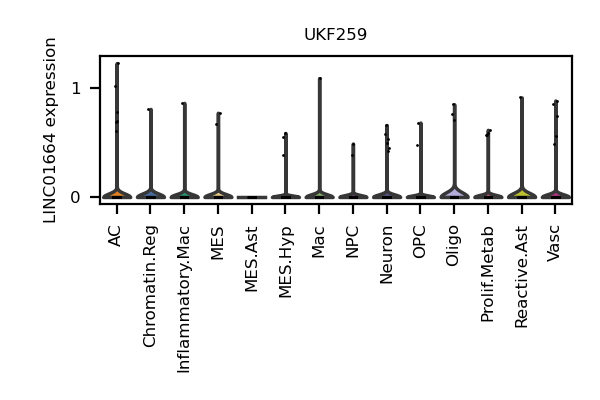 UKF259
LINC01664 expression
1
0
AC
Chromatin.Reg
Inflammatory.Mac
MES
MES.Ast
MES.Hyp
Mac
NPC
Neuron
OPC
Oligo
Prolif.Metab
Reactive.Ast
Vasc